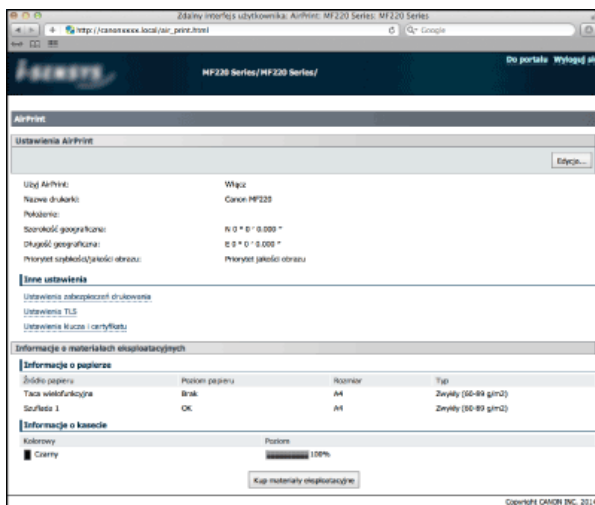 Zdalny interfejs użytkownika: AirPrint: MF220 Series: MF220 Series
http://canonxxxx.local/air_print.html Google
Do portalu Wyloguj si
i-SENSYS MF220 Series/MF220 Series/
AirPrint
Ustawienia AirPrint
Edycja...
Użyj AirPrint: Włącz
Nazwa drukarki: Canon MF220
Położenie:
Szerokość geograficzna: N 0 ° 0 ' 0.000 "
Długość geograficzna: E 0 ° 0 ' 0.000 "
Priorytet szybkości/jakości obrazu: Priorytet jakości obrazu
Inne ustawienia
Ustawienia zabezpieczeń drukowania
Ustawienia TLS
Ustawienia klucza i certyfikatu
Informacje o materiałach eksploatacyjnych
Informacje o papierze
Źródło papieru Poziom papieru Rozmiar Typ
Taca wielofunkcyjna Brak A4 Zwykły (60-89 g/m2)
Szuflada 1 OK A4 Zwykły (60-89 g/m2)
Informacje o kasecie
Kolorowy Poziom
Czarny 100%
Kup materiały eksploatacyjne
Copyright CANON INC. 2014